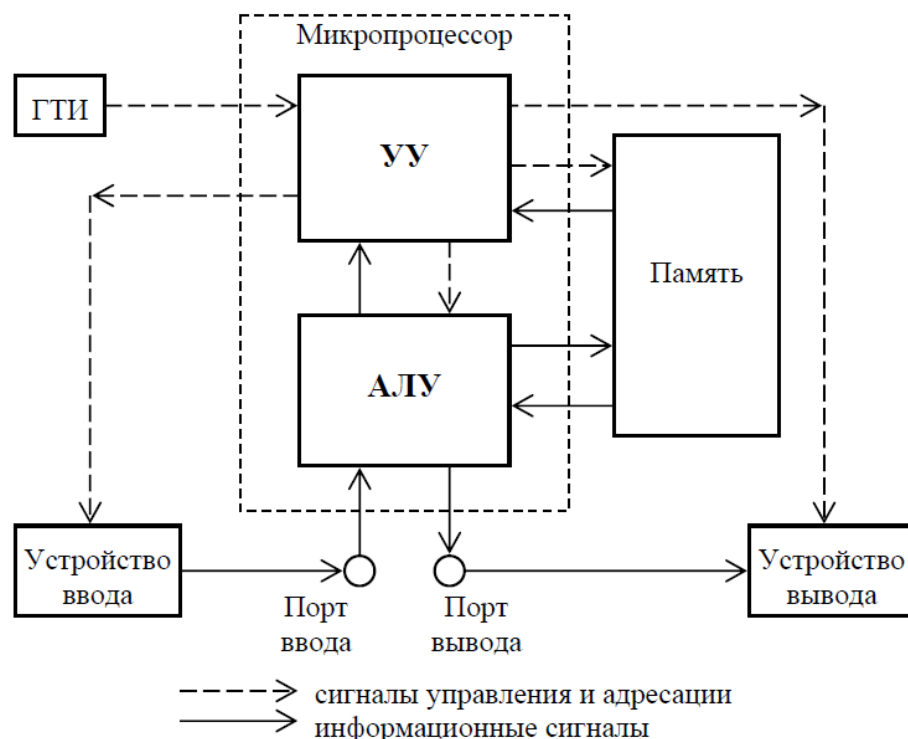 Микропроцессор
ГТИ
УУ
Память
АЛУ
Устройство
ввода
Порт
ввода
Порт
вывода
Устройство
вывода
сигналы управления и адресации
информационные сигналы